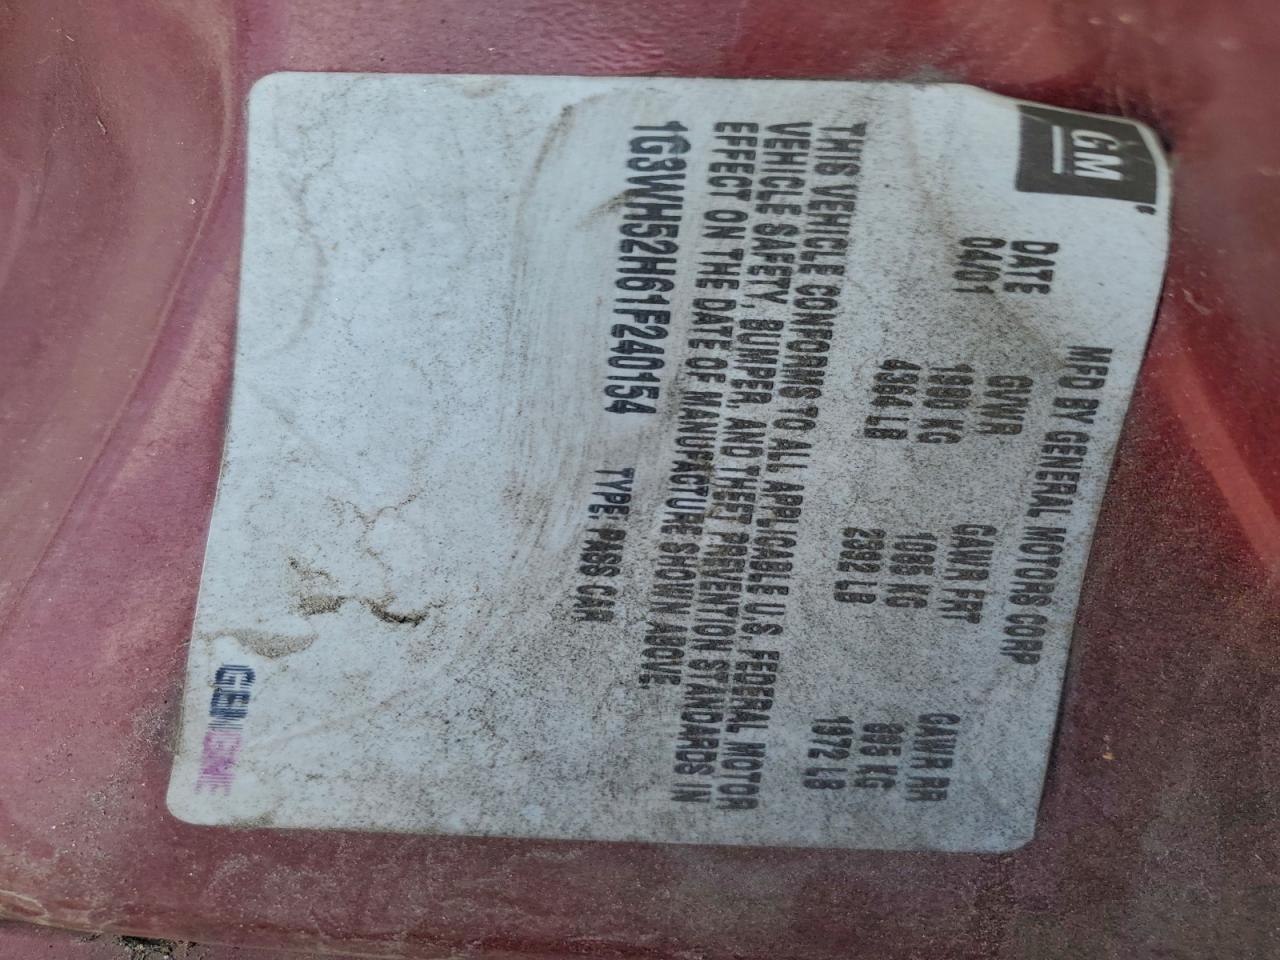 GM
MFD BY GENERAL MOTORS CORP
DATE GVWR GAWR FRT GAWR RR
04/01 1980 KG 1085 KG 895 KG
4364 LB 2392 LB 1972 LB
THIS VEHICLE CONFORMS TO ALL APPLICABLE U.S. FEDERAL MOTOR
VEHICLE SAFETY, BUMPER, AND THEFT PREVENTION STANDARDS IN
EFFECT ON THE DATE OF MANUFACTURE SHOWN ABOVE.
1G3WH52H61F240154 TYPE: PASS CAR